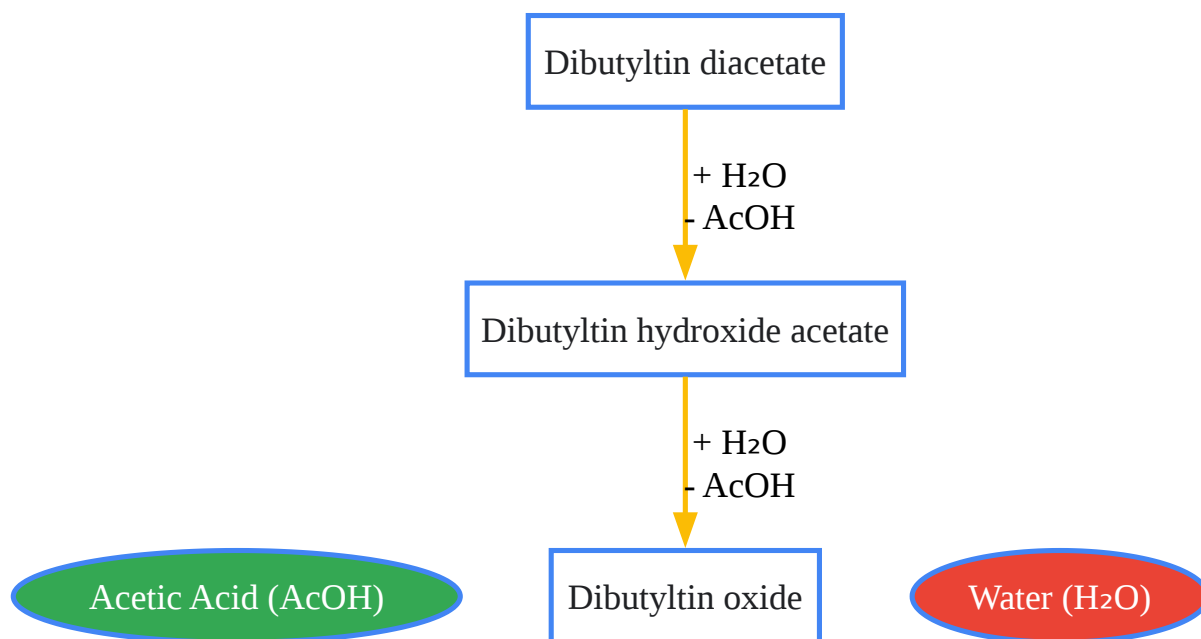 Dibutyltin diacetate
+ H₂O
- AcOH
Dibutyltin hydroxide acetate
+ H₂O
- AcOH
Acetic Acid (AcOH)
Dibutyltin oxide
Water (H₂O)